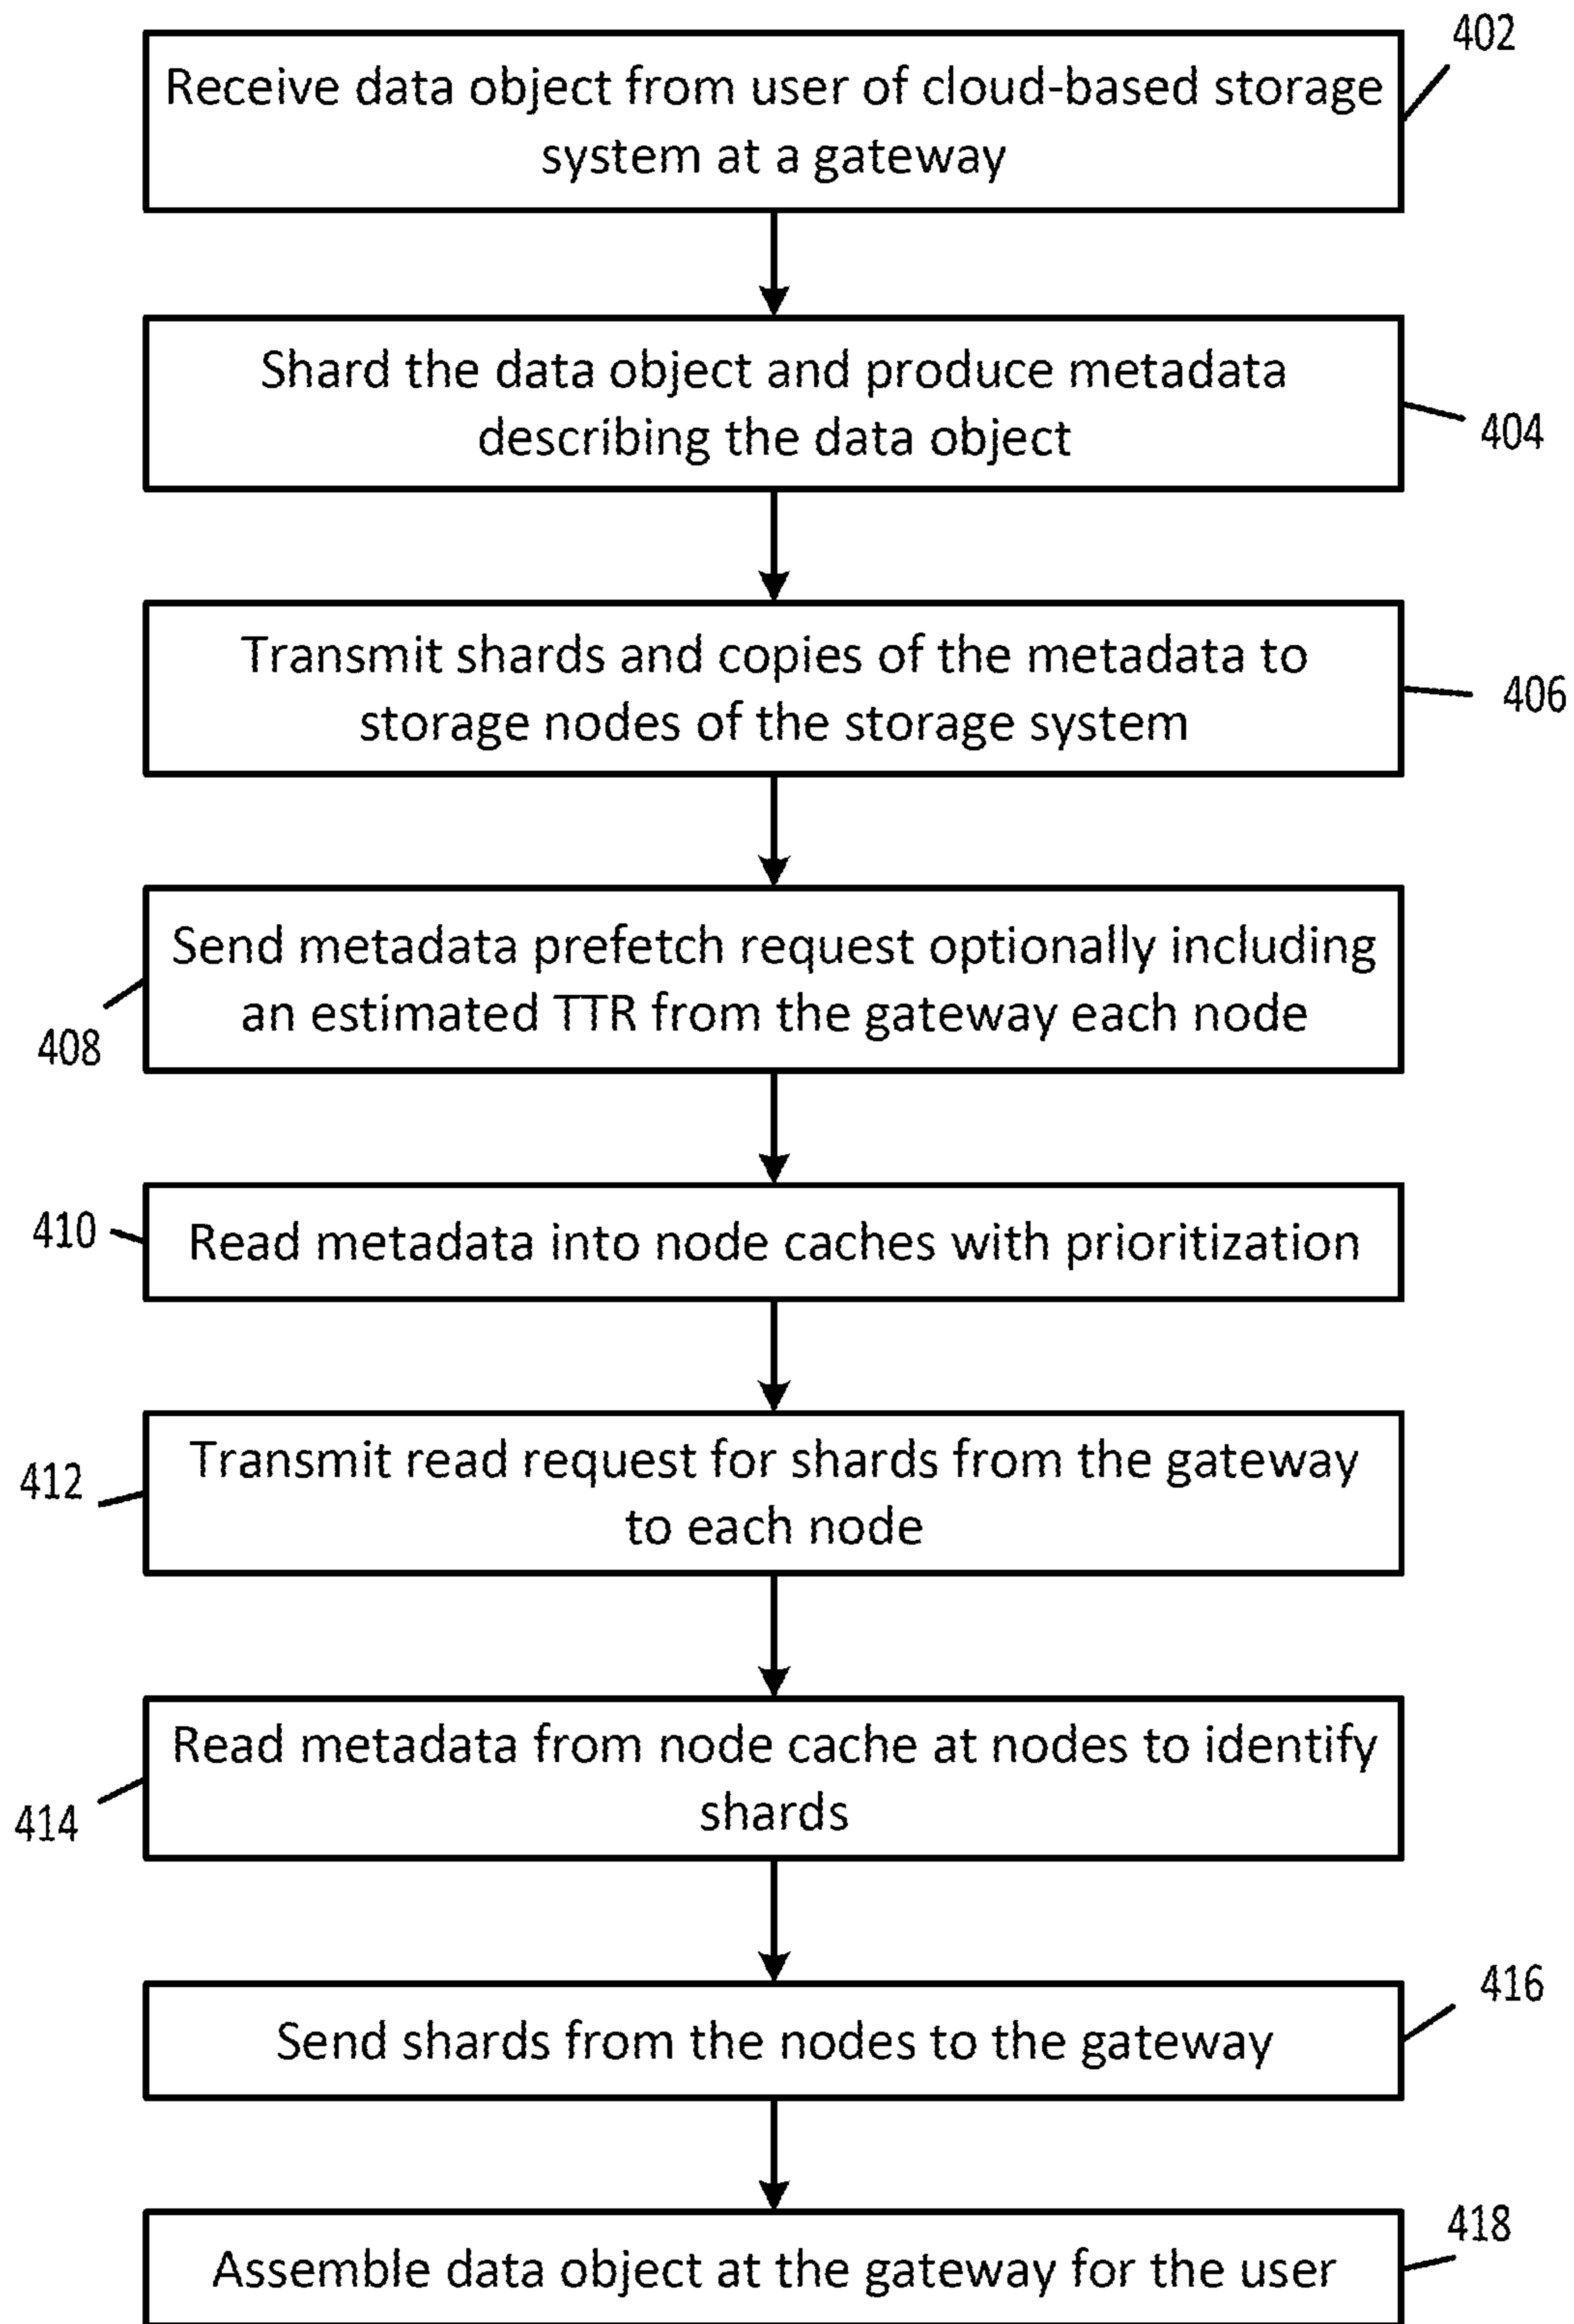 402
Receive data object from user of cloud-based storage
system at a gateway
Shard the data object and produce metadata
describing the data object
404
Transmit shards and copies of the metadata to
storage nodes of the storage system
406
Send metadata prefetch request optionally including
an estimated TTR from the gateway each node
408
410
Read metadata into node caches with prioritization
412
Transmit read request for shards from the gateway
to each node
Read metadata from node cache at nodes to identify
shards
414
416
Send shards from the nodes to the gateway
418
Assemble data object at the gateway for the user